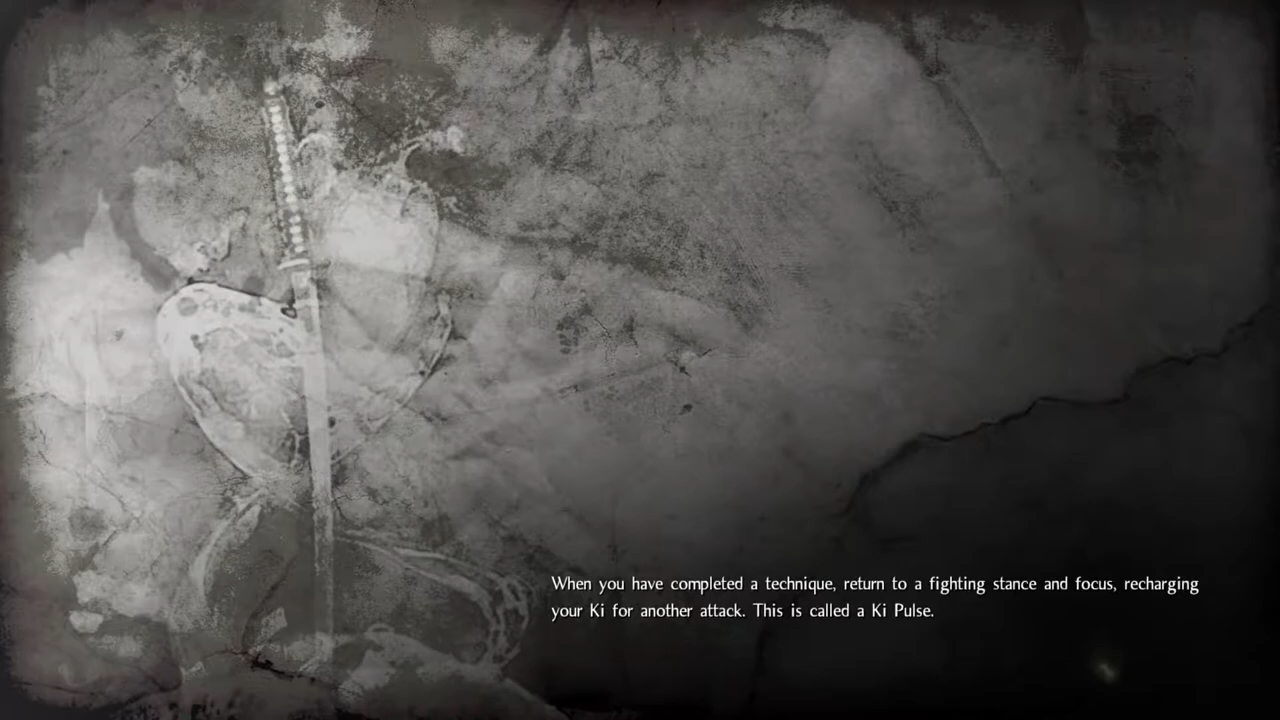 When you have completed a technique, return to a fighting stance and focus, recharging
your Ki for another attack. This is called a Ki Pulse.